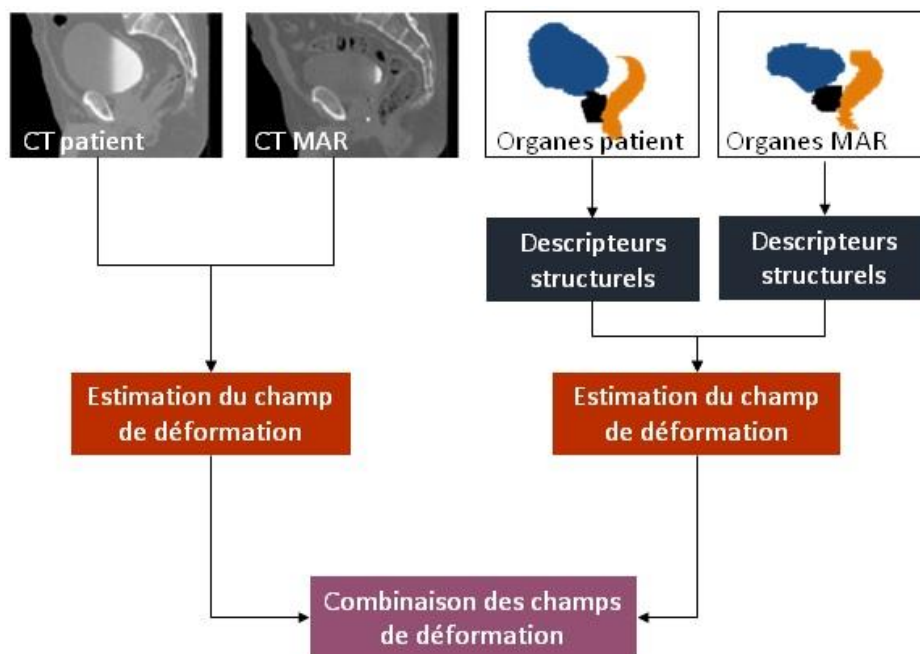 CT patient
CT MAR
Organes patient
Organes MAR
Descripteurs
structurels
Descripteurs
structurels
Estimation du champ
de déformation
Estimation du champ
de déformation
Combinaison des champs
de déformation